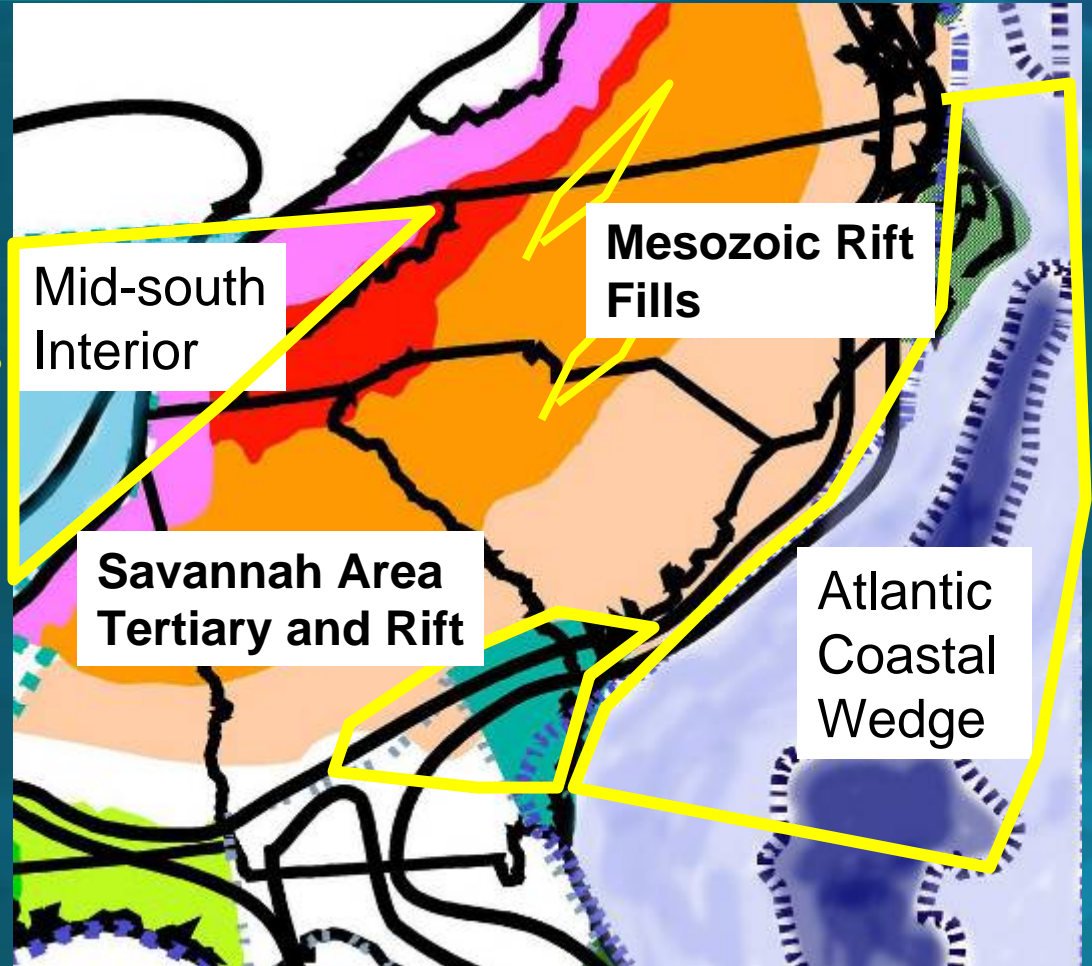 Mesozoic Rift
Fills
Mid-south
Interior
Savannah Area
Tertiary and Rift
Atlantic
Coastal
Wedge